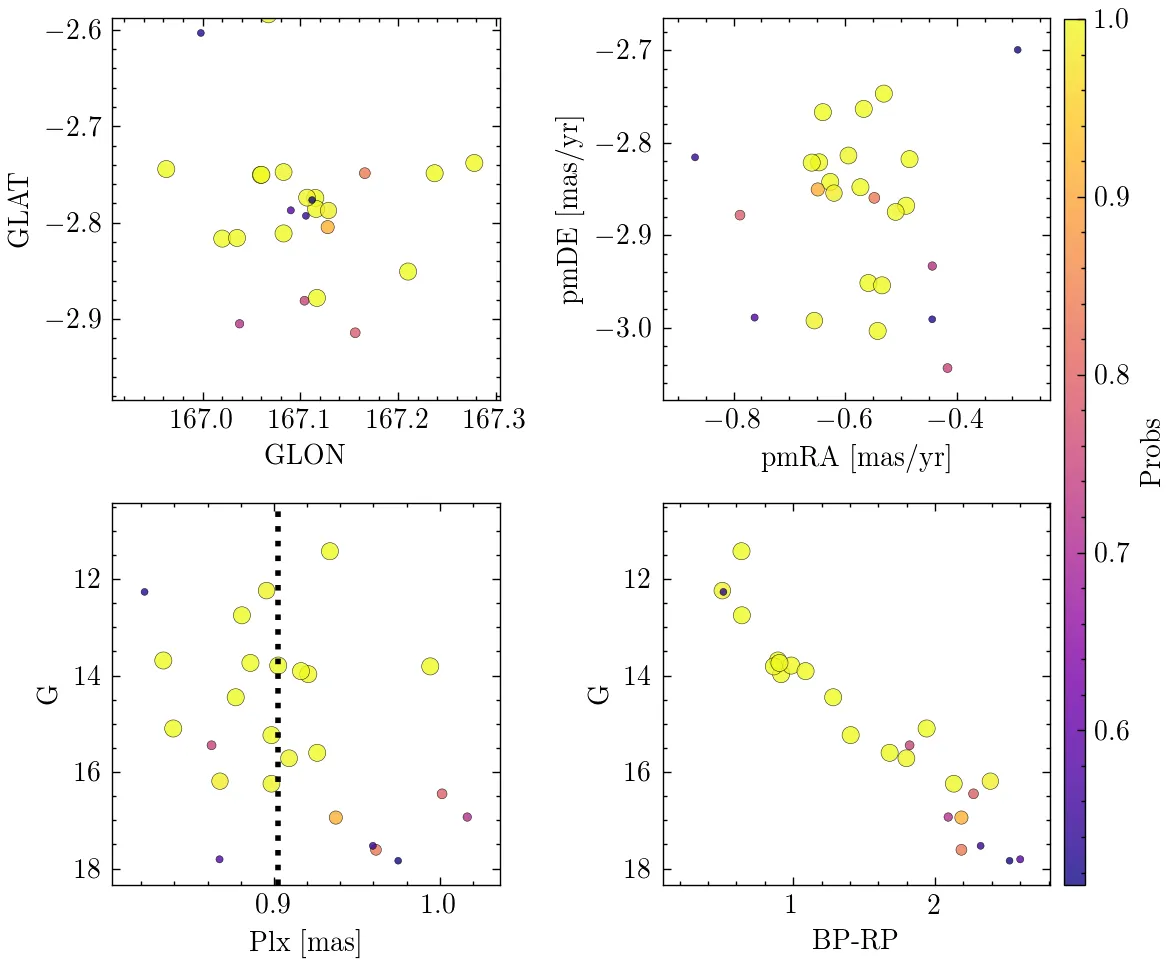 −2.6
−2.7
−2.8
−2.9
GLAT
167.0 167.1 167.2 167.3
GLON
−2.7
−2.8
−2.9
−3.0
pmDE [mas/yr]
−0.8 −0.6 −0.4
pmRA [mas/yr]
12
14
16
18
G
0.9 1.0
Plx [mas]
12
14
16
18
G
1 2
BP-RP
1.0
0.9
0.8
0.7
0.6
Probs